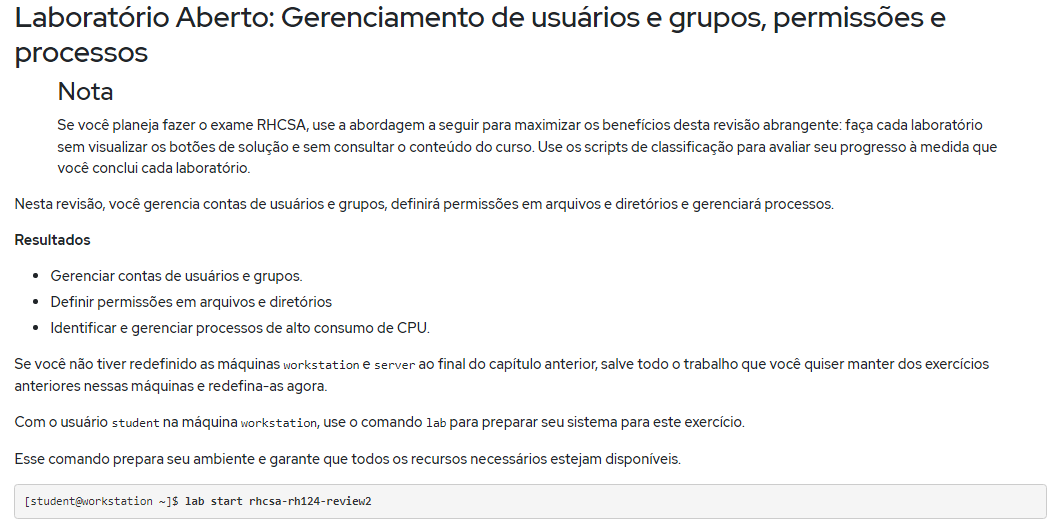 Laboratório Aberto: Gerenciamento de usuários e grupos, permissões e
processos
Nota
Se você planeja fazer o exame RHCSA, use a abordagem a seguir para maximizar os benefícios desta revisão abrangente: faça cada laboratório
sem visualizar os botões de solução e sem consultar o conteúdo do curso. Use os scripts de classificação para avaliar seu progresso à medida que
você conclui cada laboratório.
Nesta revisão, você gerencia contas de usuários e grupos, definirá permissões em arquivos e diretórios e gerenciará processos.
Resultados
• Gerenciar contas de usuários e grupos.
• Definir permissões em arquivos e diretórios
• Identificar e gerenciar processos de alto consumo de CPU.
Se você não tiver redefinido as máquinas workstation e server ao final do capítulo anterior, salve todo o trabalho que você quiser manter dos exercícios
anteriores nessas máquinas e redefina-as agora.
Com o usuário student na máquina workstation, use o comando lab para preparar seu sistema para este exercício.
Esse comando prepara seu ambiente e garante que todos os recursos necessários estejam disponíveis.
[student@workstation ~]$ lab start rhcsa-rh124-review2